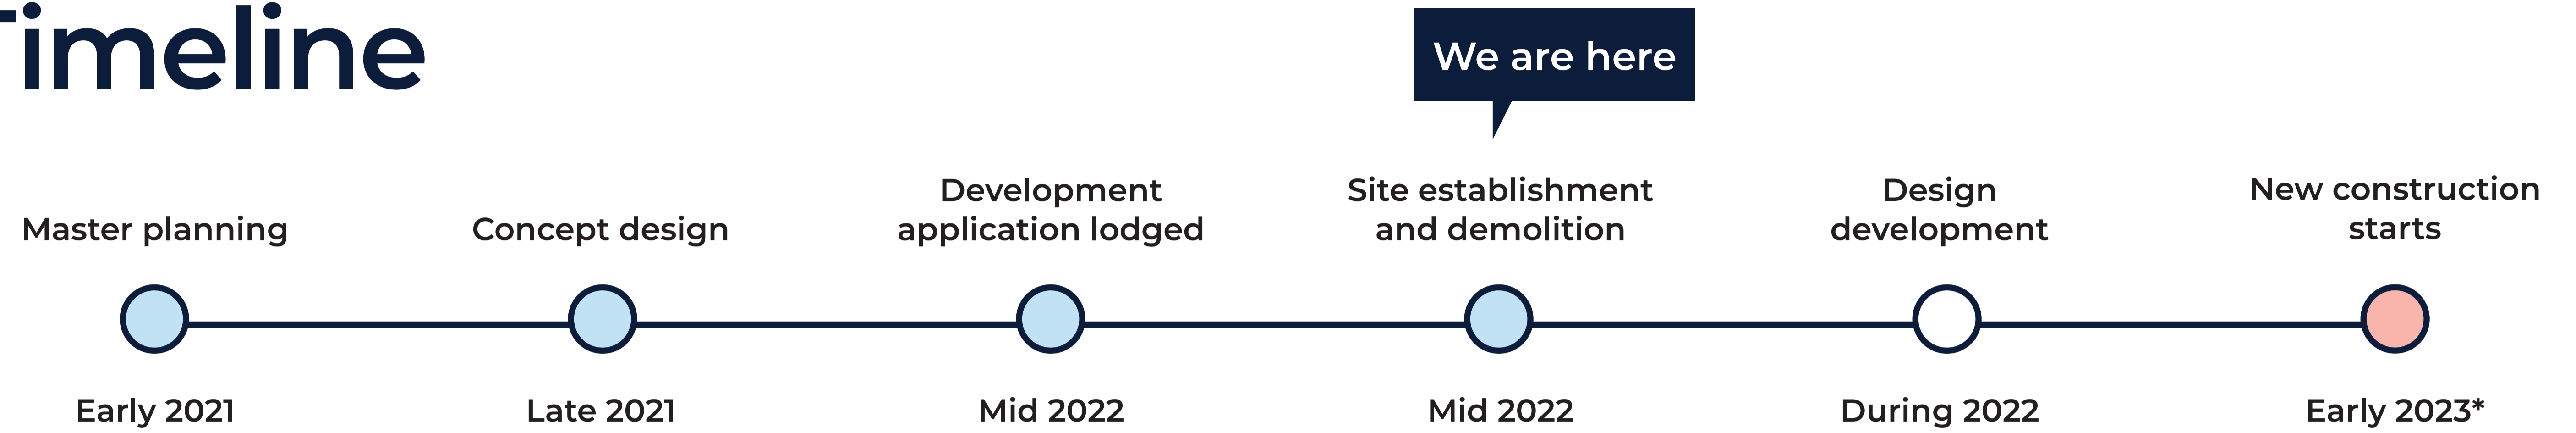 Timeline
We are here
Master planning
Concept design
Development
application lodged
Site establishment
and demolition
Design
development
New construction
starts
Early 2021
Late 2021
Mid 2022
Mid 2022
During 2022
Early 2023*